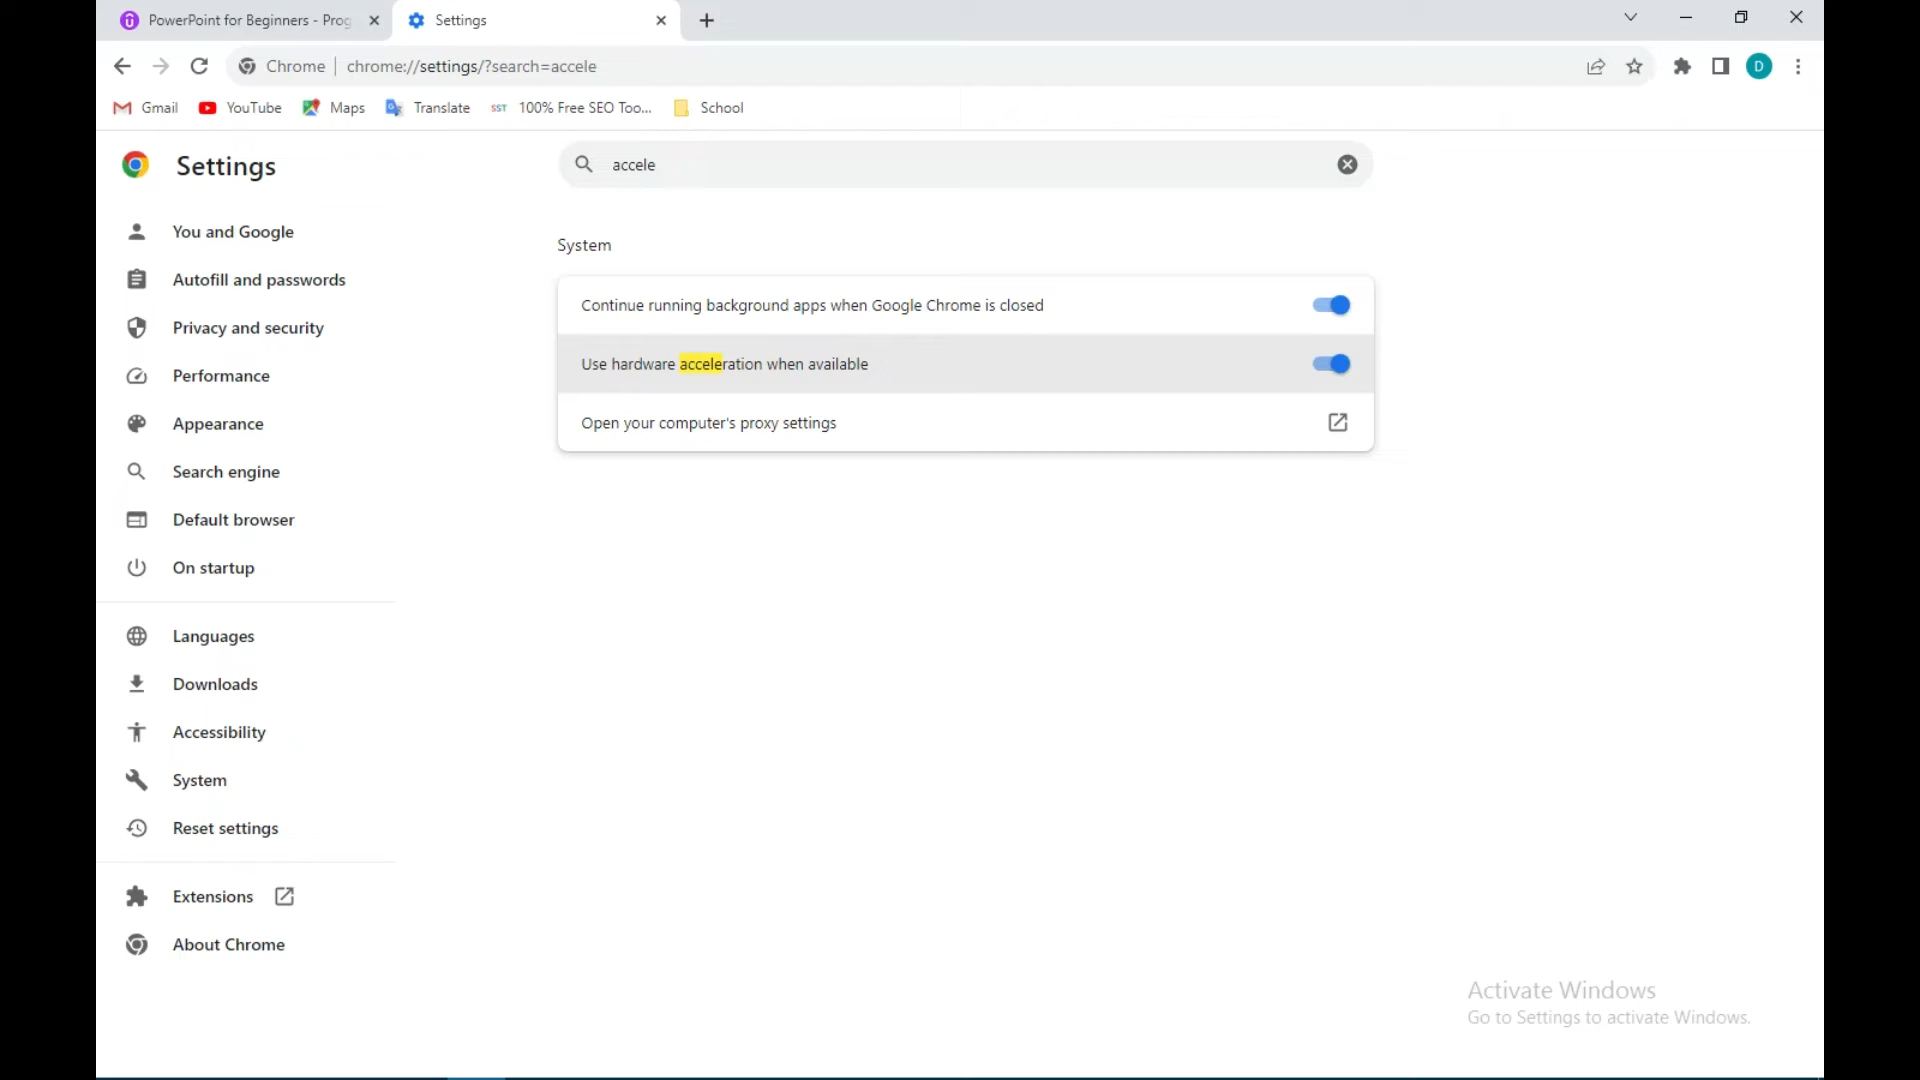 PowerPoint for Beginners - Prog
Settings
Chrome
chrome://settings/?search=accele
D
Gmail
YouTube
Maps
Translate
SST 100% Free SEO Too...
School
Settings
accele
You and Google
Autofill and passwords
Privacy and security
Performance
Appearance
Search engine
Default browser
On startup
Languages
Downloads
Accessibility
System
Reset settings
Extensions
About Chrome
System
Continue running background apps when Google Chrome is closed
Use hardware acceleration when available
Open your computer's proxy settings
Activate Windows
Go to Settings to activate Windows.